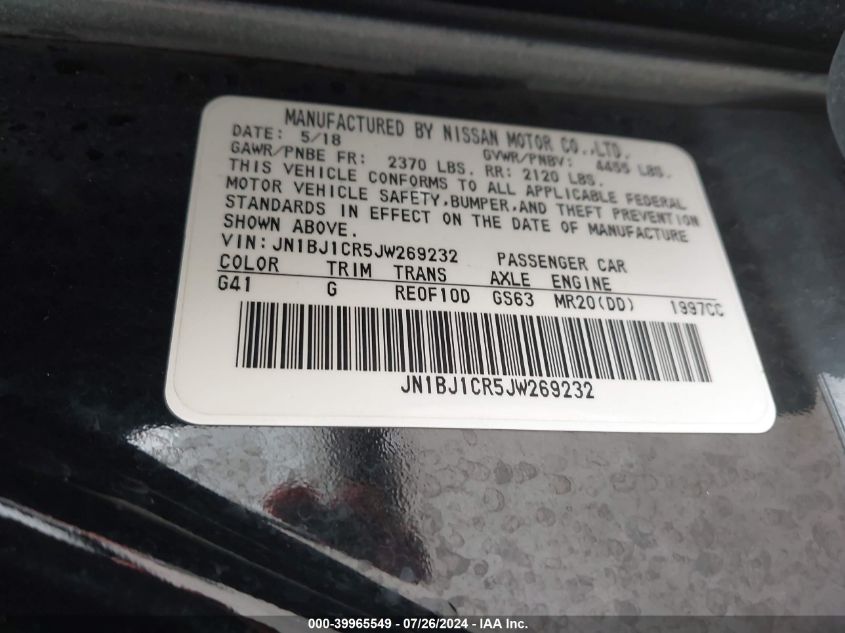 MANUFACTURED BY NISSAN MOTOR CO.,LTD.
DATE: 5/18 GVWR/PNBV: 4455 LBS.
GAWR/PNBE FR: 2370 LBS. RR: 2120 LBS.
THIS VEHICLE CONFORMS TO ALL APPLICABLE FEDERAL
MOTOR VEHICLE SAFETY,BUMPER,AND THEFT PREVENTION
STANDARDS IN EFFECT ON THE DATE OF MANUFACTURE
SHOWN ABOVE.
VIN:JN1BJ1CR5JW269232 PASSENGER CAR
COLOR TRIM TRANS AXLE ENGINE
G41 G RE0F10D GS63 MR20(DD) 1997CC
JN1BJ1CR5JW269232
000-39965549 - 07/26/2024 - IAA Inc.